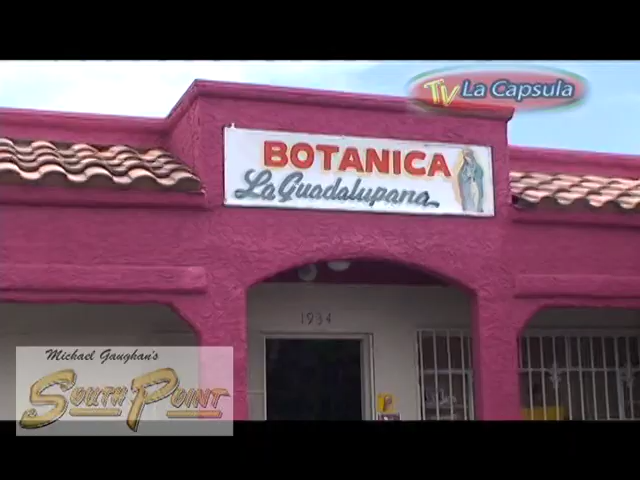 Tv La Capsula
BOTANICA
La Guadalupana
1934
Michael Gaughan's
SOUTH POINT